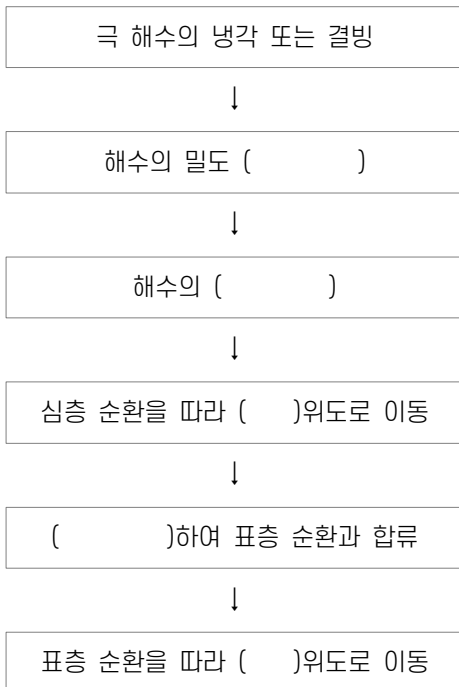 극 해수의 냉각 또는 결빙
↓
해수의 밀도 (          )
↓
해수의 (          )
↓
심층 순환을 따라 (    )위도로 이동
↓
(          )하여 표층 순환과 합류
↓
표층 순환을 따라 (    )위도로 이동